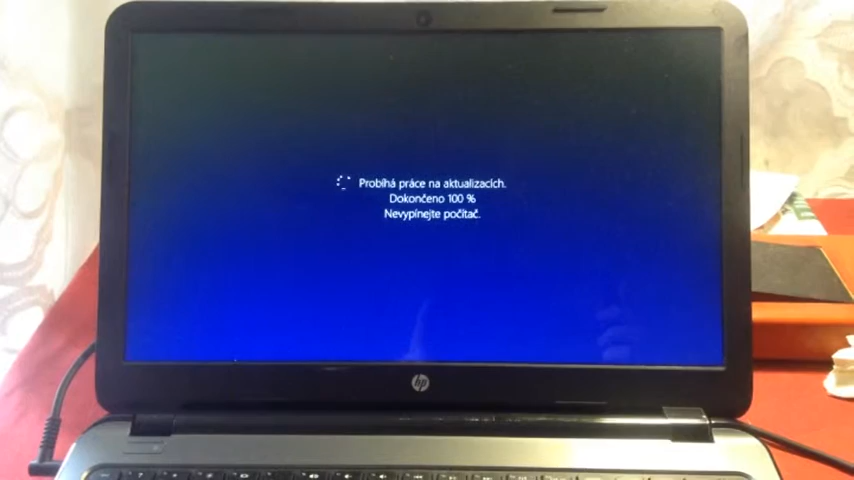 Probíhá práce na aktualizacích.
Dokončeno 100 %
Nevypínejte počítač.
hp